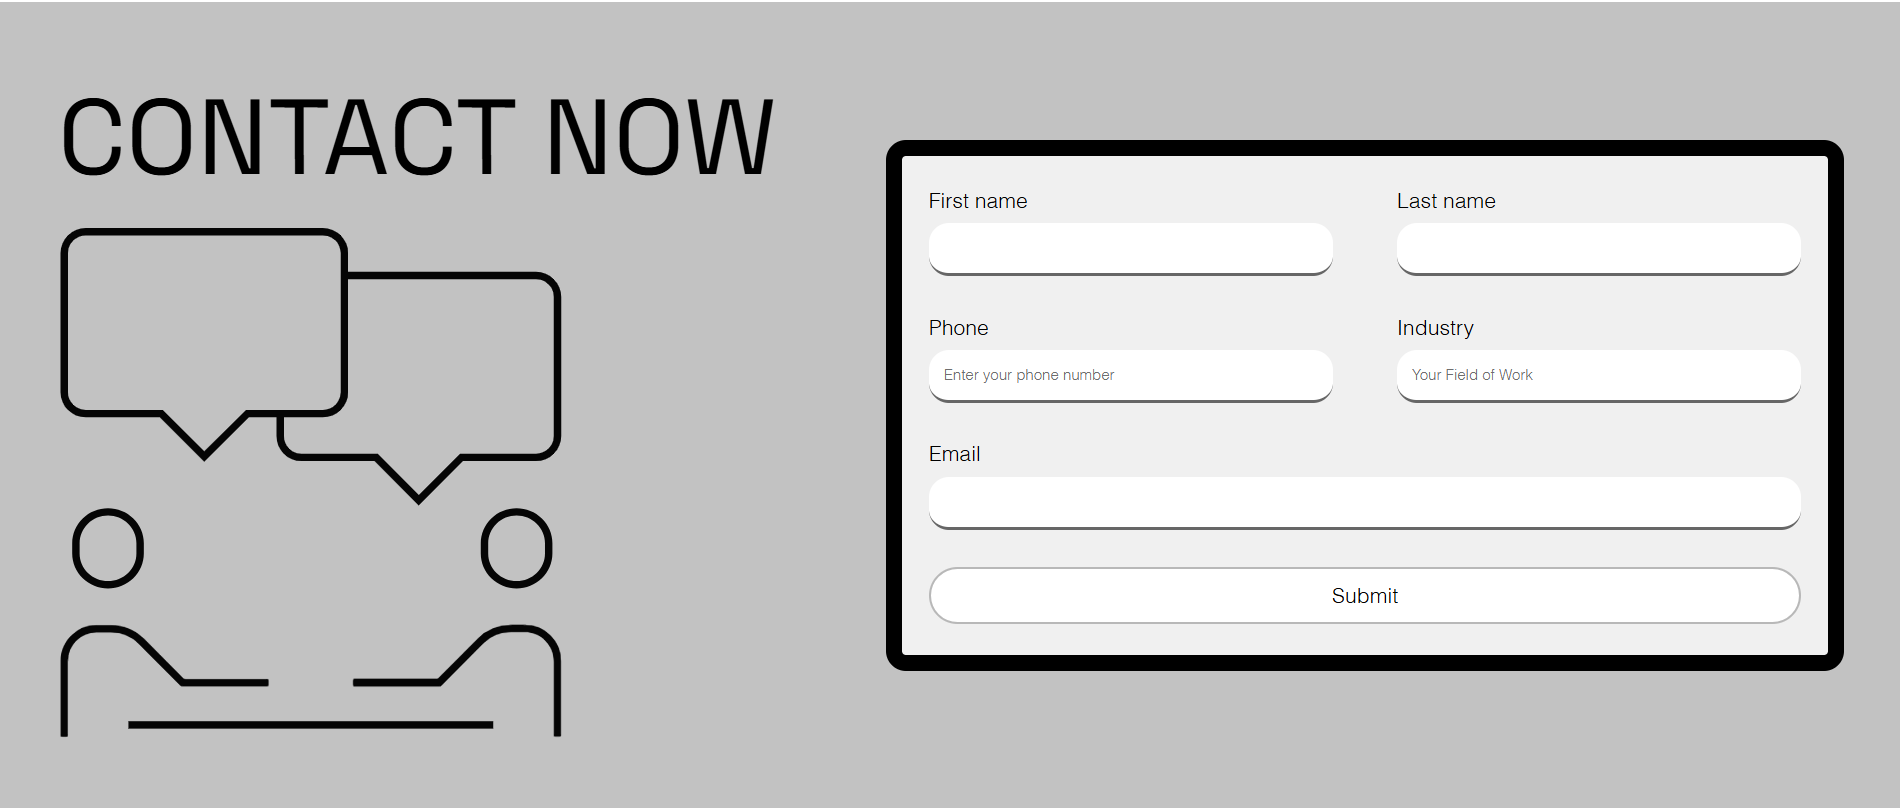 CONTACT NOW
First name
Last name
Phone
Industry
Enter your phone number
Your Field of Work
Email
Submit